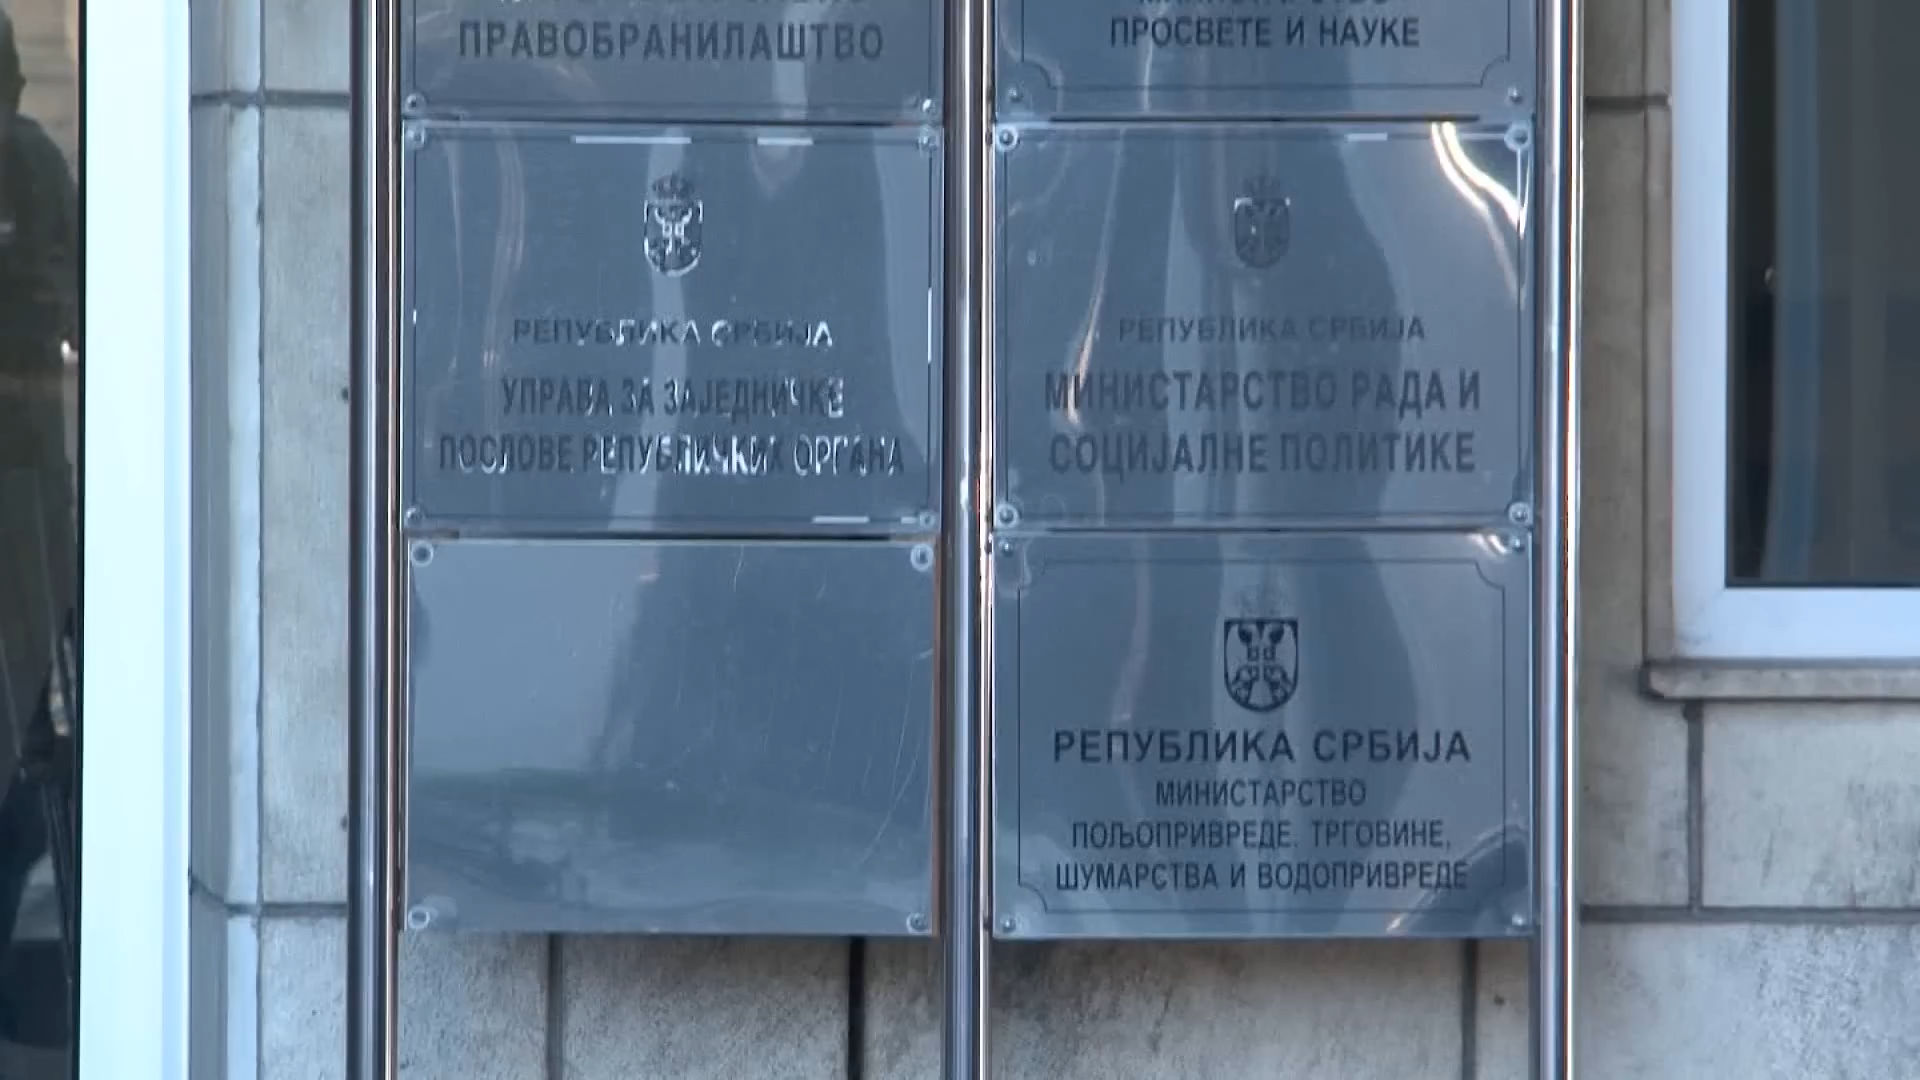 ПРАВОБРАНИЛАШТВО
МИНИСТАРСТВО
ПРОСВЕТЕ И НАУКЕ
РЕПУБЛИКА СРБИЈА
УПРАВА ЗА ЗАЈЕДНИЧКЕ
ПОСЛОВЕ РЕПУБЛИЧКИХ ОРГАНА
РЕПУБЛИКА СРБИЈА
МИНИСТАРСТВО РАДА И
СОЦИЈАЛНЕ ПОЛИТИКЕ
РЕПУБЛИКА СРБИЈА
МИНИСТАРСТВО
ПОЉОПРИВРЕДЕ, ТРГОВИНЕ,
ШУМАРСТВА И ВОДОПРИВРЕДЕ